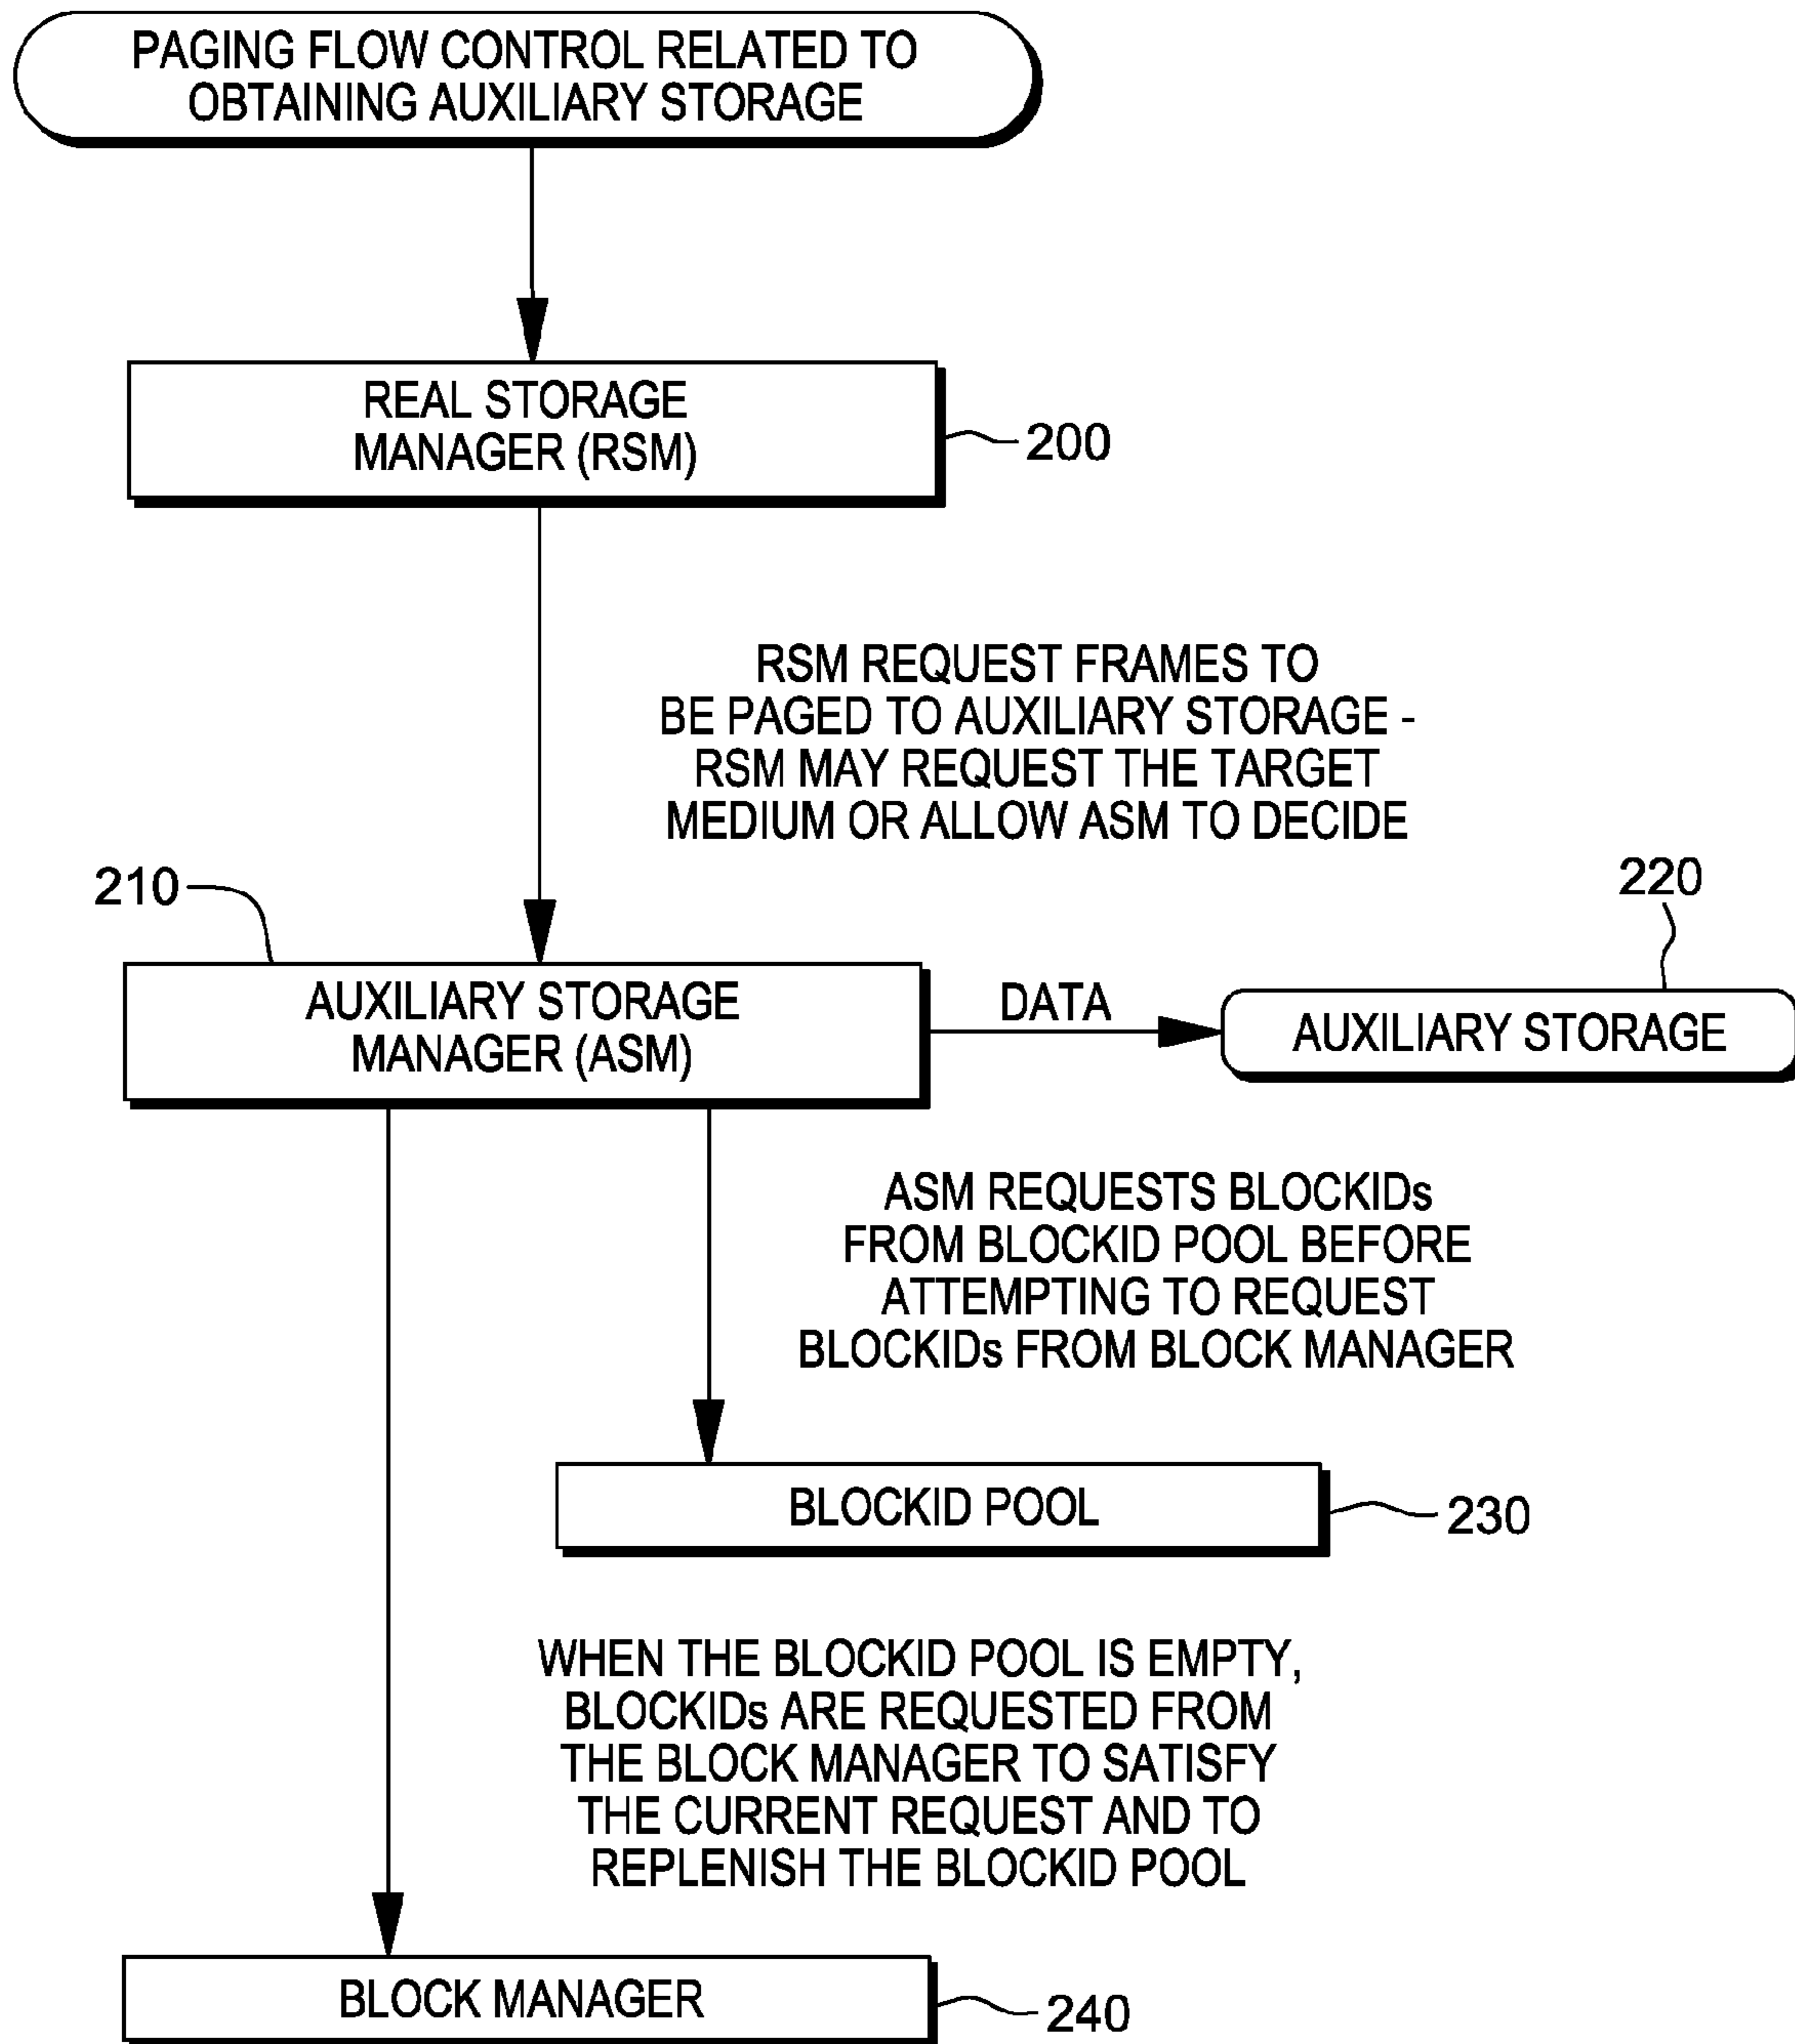 PAGING FLOW CONTROL RELATED TO
OBTAINING AUXILIARY STORAGE
REAL STORAGE
MANAGER (RSM)
200
RSM REQUEST FRAMES TO
BE PAGED TO AUXILIARY STORAGE -
RSM MAY REQUEST THE TARGET
MEDIUM OR ALLOW ASM TO DECIDE
210
220
AUXILIARY STORAGE
MANAGER (ASM)
DATA
AUXILIARY STORAGE
ASM REQUESTS BLOCKIDs
FROM BLOCKID POOL BEFORE
ATTEMPTING TO REQUEST
BLOCKIDs FROM BLOCK MANAGER
BLOCKID POOL
230
WHEN THE BLOCKID POOL IS EMPTY,
BLOCKIDs ARE REQUESTED FROM
THE BLOCK MANAGER TO SATISFY
THE CURRENT REQUEST AND TO
REPLENISH THE BLOCKID POOL
BLOCK MANAGER
240